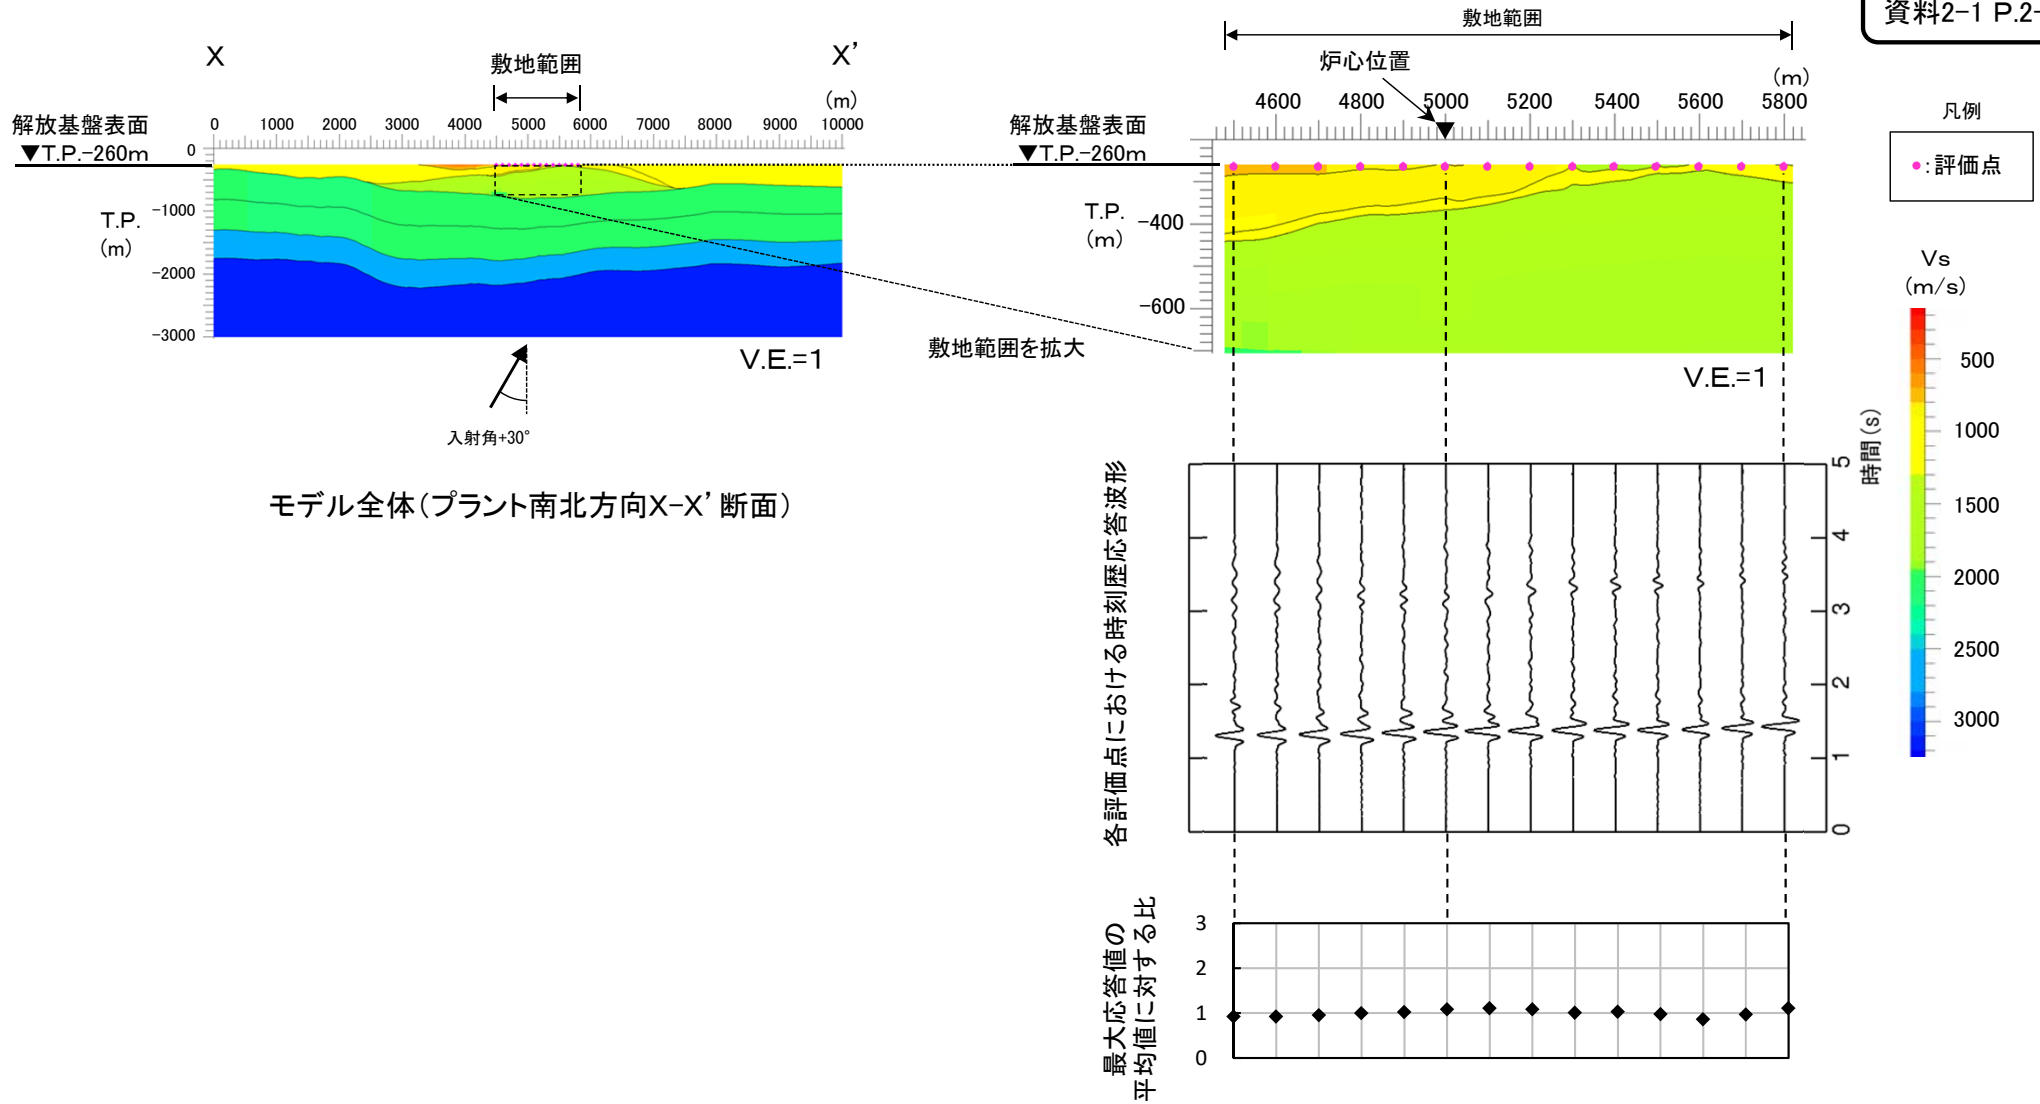 資料2-1 P.2-
X
X’
敷地範囲
(m)
解放基盤表面
▼T.P.-260m
0 1000 2000 3000 4000 5000 6000 7000 8000 9000 10000
0
-1000
-2000
-3000
T.P.
(m)
V.E.=1
入射角+30°
モデル全体(プラント南北方向X-X’断面)
敷地範囲
炉心位置
(m)
4600 4800 5000 5200 5400 5600 5800
解放基盤表面
▼T.P.-260m
T.P.
(m)
-400
-600
敷地範囲を拡大
V.E.=1
凡例
●:評価点
Vs
(m/s)
500
1000
1500
2000
2500
3000
各評価点における時刻歴応答波形
時間(s)
5
4
3
2
1
0
最大応答値の
平均値に対する比
3
2
1
0